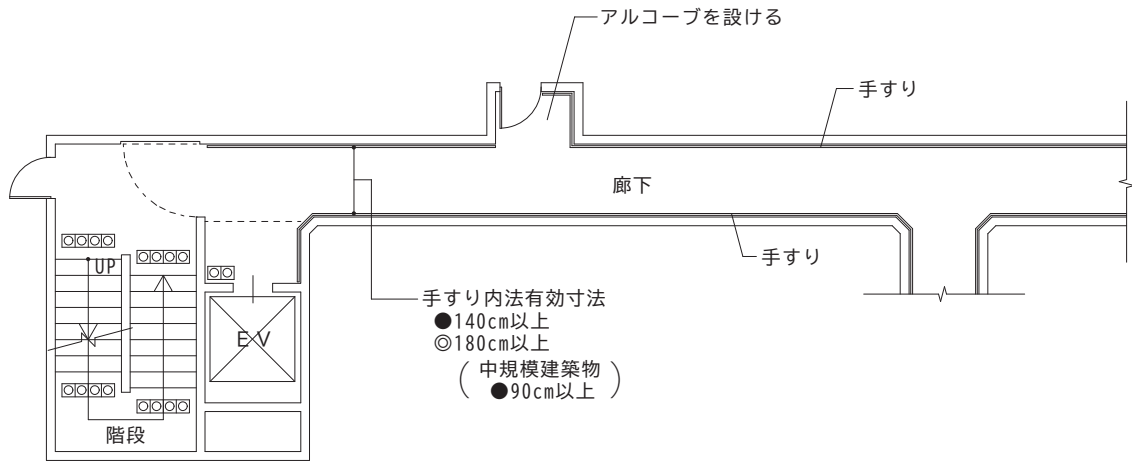 アルコーブを設ける
手すり
廊下
手すり
UP
EV
手すり内法有効寸法
●140cm以上
◎180cm以上
(中規模建築物
●90cm以上)
階段